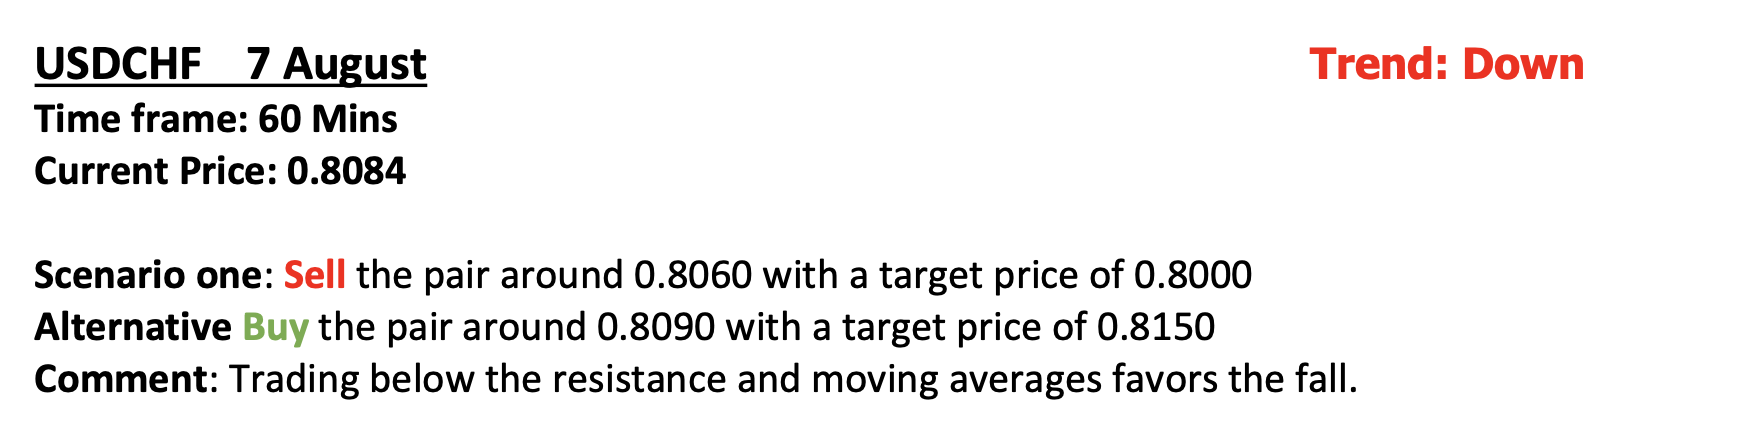 USDCHF 7 August
Trend: Down
Time frame: 60 Mins
Current Price: 0.8084
Scenario one: Sell the pair around 0.8060 with a target price of 0.8000
Alternative Buy the pair around 0.8090 with a target price of 0.8150
Comment: Trading below the resistance and moving averages favors the fall.